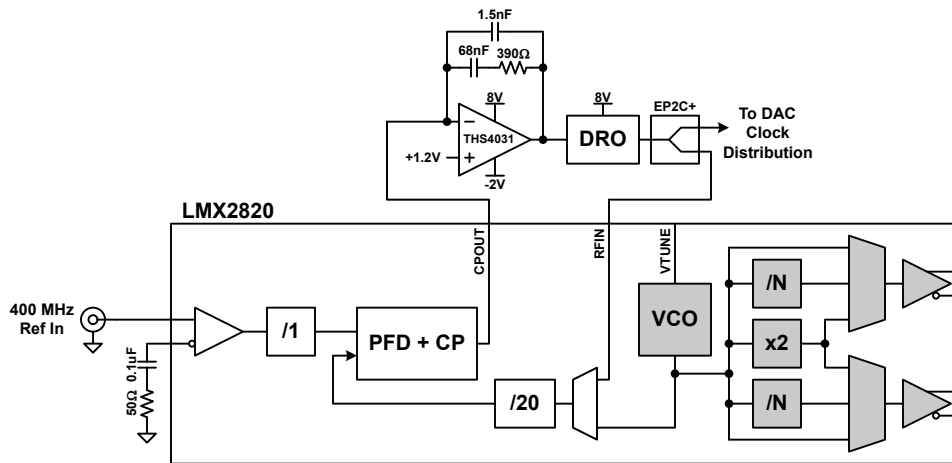 1.5nF
68nF
390Ω
8V
THS4031
+1.2V
-2V
8V
DRO
EP2C+
To DAC
Clock
Distribution
LMX2820
CPOUT
RFIN
VTUNE
400 MHz
Ref In
/1
PFD + CP
/20
VCO
/N
x2
/N
50Ω 0.1uF